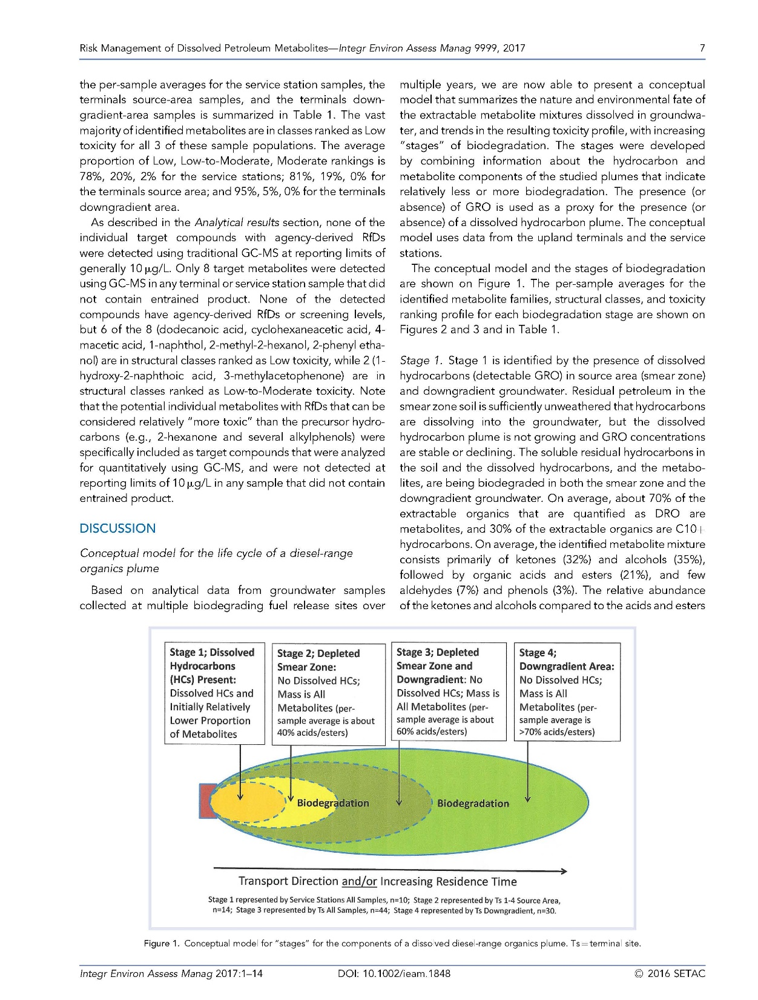 Risk Management of Dissolved Petroleum Metabolites—Integr Environ Assess Manag 9999, 2017
7
the per-sample averages for the service station samples, the
terminals source-area samples, and the terminals down-
gradient-area samples is summarized in Table 1. The vast
majority of identified metabolites are in classes ranked as Low
toxicity for all 3 of these sample populations. The average
proportion of Low, Low-to-Moderate, Moderate rankings is
78%, 20%, 2% for the service stations; 81%, 19%, 0% for
the terminals source area; and 95%, 5%, 0% for the terminals
downgradient area.
As described in the Analytical results section, none of the
individual target compounds with agency-derived RfDs
were detected using traditional GC-MS at reporting limits of
generally 10 µg/L. Only 8 target metabolites were detected
using GC-MS in any terminal or service station sample that did
not contain entrained product. None of the detected
compounds have agency-derived RfDs or screening levels,
but 6 of the 8 (dodecanoic acid, cyclohexaneacetic acid, 4-
macetic acid, 1-naphthol, 2-methyl-2-hexanol, 2-phenyl etha-
nol) are in structural classes ranked as Low toxicity, while 2 (1-
hydroxy-2-naphthoic acid, 3-methylacetophenone) are in
structural classes ranked as Low-to-Moderate toxicity. Note
that the potential individual metabolites with RfDs that can be
considered relatively "more toxic" than the precursor hydro-
carbons (e.g., 2-hexanone and several alkylphenols) were
specifically included as target compounds that were analyzed
for quantitatively using GC-MS, and were not detected at
reporting limits of 10 µg/L in any sample that did not contain
entrained product.
DISCUSSION
Conceptual model for the life cycle of a diesel-range
organics plume
Based on analytical data from groundwater samples
collected at multiple biodegrading fuel release sites over
multiple years, we are now able to present a conceptual
model that summarizes the nature and environmental fate of
the extractable metabolite mixtures dissolved in groundwa-
ter, and trends in the resulting toxicity profile, with increasing
"stages" of biodegradation. The stages were developed
by combining information about the hydrocarbon and
metabolite components of the studied plumes that indicate
relatively less or more biodegradation. The presence (or
absence) of GRO is used as a proxy for the presence (or
absence) of a dissolved hydrocarbon plume. The conceptual
model uses data from the upland terminals and the service
stations.
The conceptual model and the stages of biodegradation
are shown on Figure 1. The per-sample averages for the
identified metabolite families, structural classes, and toxicity
ranking profile for each biodegradation stage are shown on
Figures 2 and 3 and in Table 1.
Stage 1. Stage 1 is identified by the presence of dissolved
hydrocarbons (detectable GRO) in source area (smear zone)
and downgradient groundwater. Residual petroleum in the
smear zone soil is sufficiently unweathered that hydrocarbons
are dissolving into the groundwater, but the dissolved
hydrocarbon plume is not growing and GRO concentrations
are stable or declining. The soluble residual hydrocarbons in
the soil and the dissolved hydrocarbons, and the metabo-
lites, are being biodegraded in both the smear zone and the
downgradient groundwater. On average, about 70% of the
extractable organics that are quantified as DRO are
metabolites, and 30% of the extractable organics are C10+
hydrocarbons. On average, the identified metabolite mixture
consists primarily of ketones (32%) and alcohols (35%),
followed by organic acids and esters (21%), and few
aldehydes (7%) and phenols (3%). The relative abundance
of the ketones and alcohols compared to the acids and esters
Stage 1; Dissolved
Hydrocarbons
(HCs) Present:
Dissolved HCs and
Initially Relatively
Lower Proportion
of Metabolites
Stage 2; Depleted
Smear Zone:
No Dissolved HCs;
Mass is All
Metabolites (per-
sample average is about
40% acids/esters)
Stage 3; Depleted
Smear Zone and
Downgradient: No
Dissolved HCs; Mass is
All Metabolites (per-
sample average is about
60% acids/esters)
Stage 4;
Downgradient Area:
No Dissolved HCs;
Mass is All
Metabolites (per-
sample average is
>70% acids/esters)
Biodegradation
Biodegradation
Transport Direction and/or Increasing Residence Time
Stage 1 represented by Service Stations All Samples, n=10; Stage 2 represented by Ts 1-4 Source Area,
n=14; Stage 3 represented by Ts All Samples, n=44; Stage 4 represented by Ts Downgradient, n=30.
Figure 1. Conceptual model for "stages" for the components of a dissolved diesel-range organics plume. Ts = terminal site.
Integr Environ Assess Manag 2017:1–14
DOI: 10.1002/ieam.1848
© 2016 SETAC